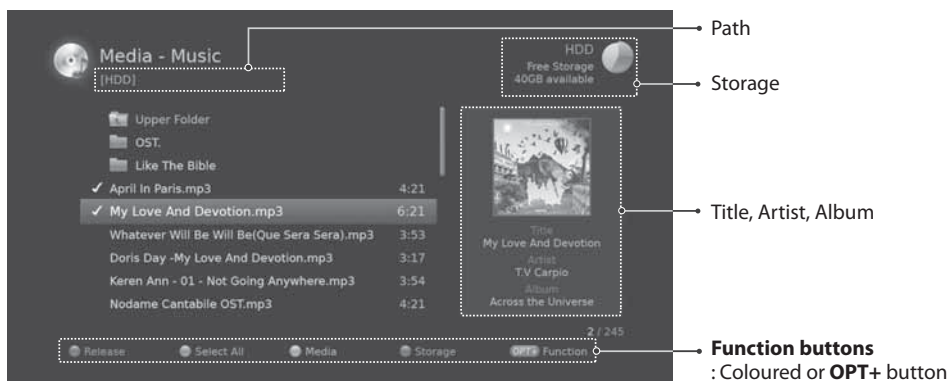 Media - Music
[HDD]
HDD
Free Storage
40GB available
Path
Storage
Upper Folder
OST.
Like The Bible
April In Paris.mp3 4:21
My Love And Devotion.mp3 6:21
Whatever Will Be Will Be(Que Sera Sera).mp3 3:53
Doris Day -My Love And Devotion.mp3 3:17
Keren Ann - 01 - Not Going Anywhere.mp3 3:54
Nodame Cantabile OST.mp3 4:21
Title
My Love And Devotion
Artist
T.V Carpio
Album
Across the Universe
Title, Artist, Album
2 / 245
Release Select All Media Storage OPT+ Function
Function buttons
: Coloured or OPT+ button